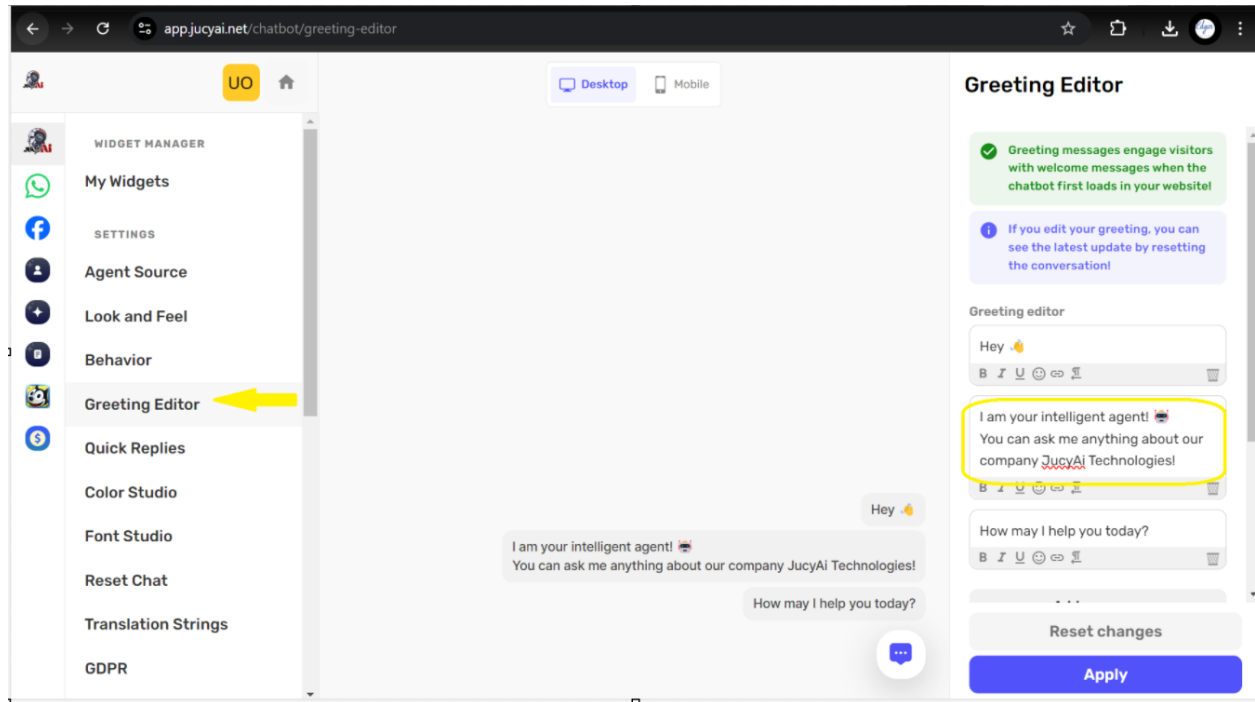 app.jucyai.net/chatbot/greeting-editor
UO
WIDGET MANAGER
My Widgets
SETTINGS
Agent Source
Look and Feel
Behavior
Greeting Editor
Quick Replies
Color Studio
Font Studio
Reset Chat
Translation Strings
GDPR
Desktop
Mobile
Hey 👋
I am your intelligent agent! 🤖
You can ask me anything about our company JucyAi Technologies!
How may I help you today?
Greeting Editor
Greeting messages engage visitors
with welcome messages when the
chatbot first loads in your website!
If you edit your greeting, you can
see the latest update by resetting
the conversation!
Greeting editor
Hey 👋
B I U
I am your intelligent agent! 🤖
You can ask me anything about our
company JucyAi Technologies!
B I U
How may I help you today?
B I U
Reset changes
Apply